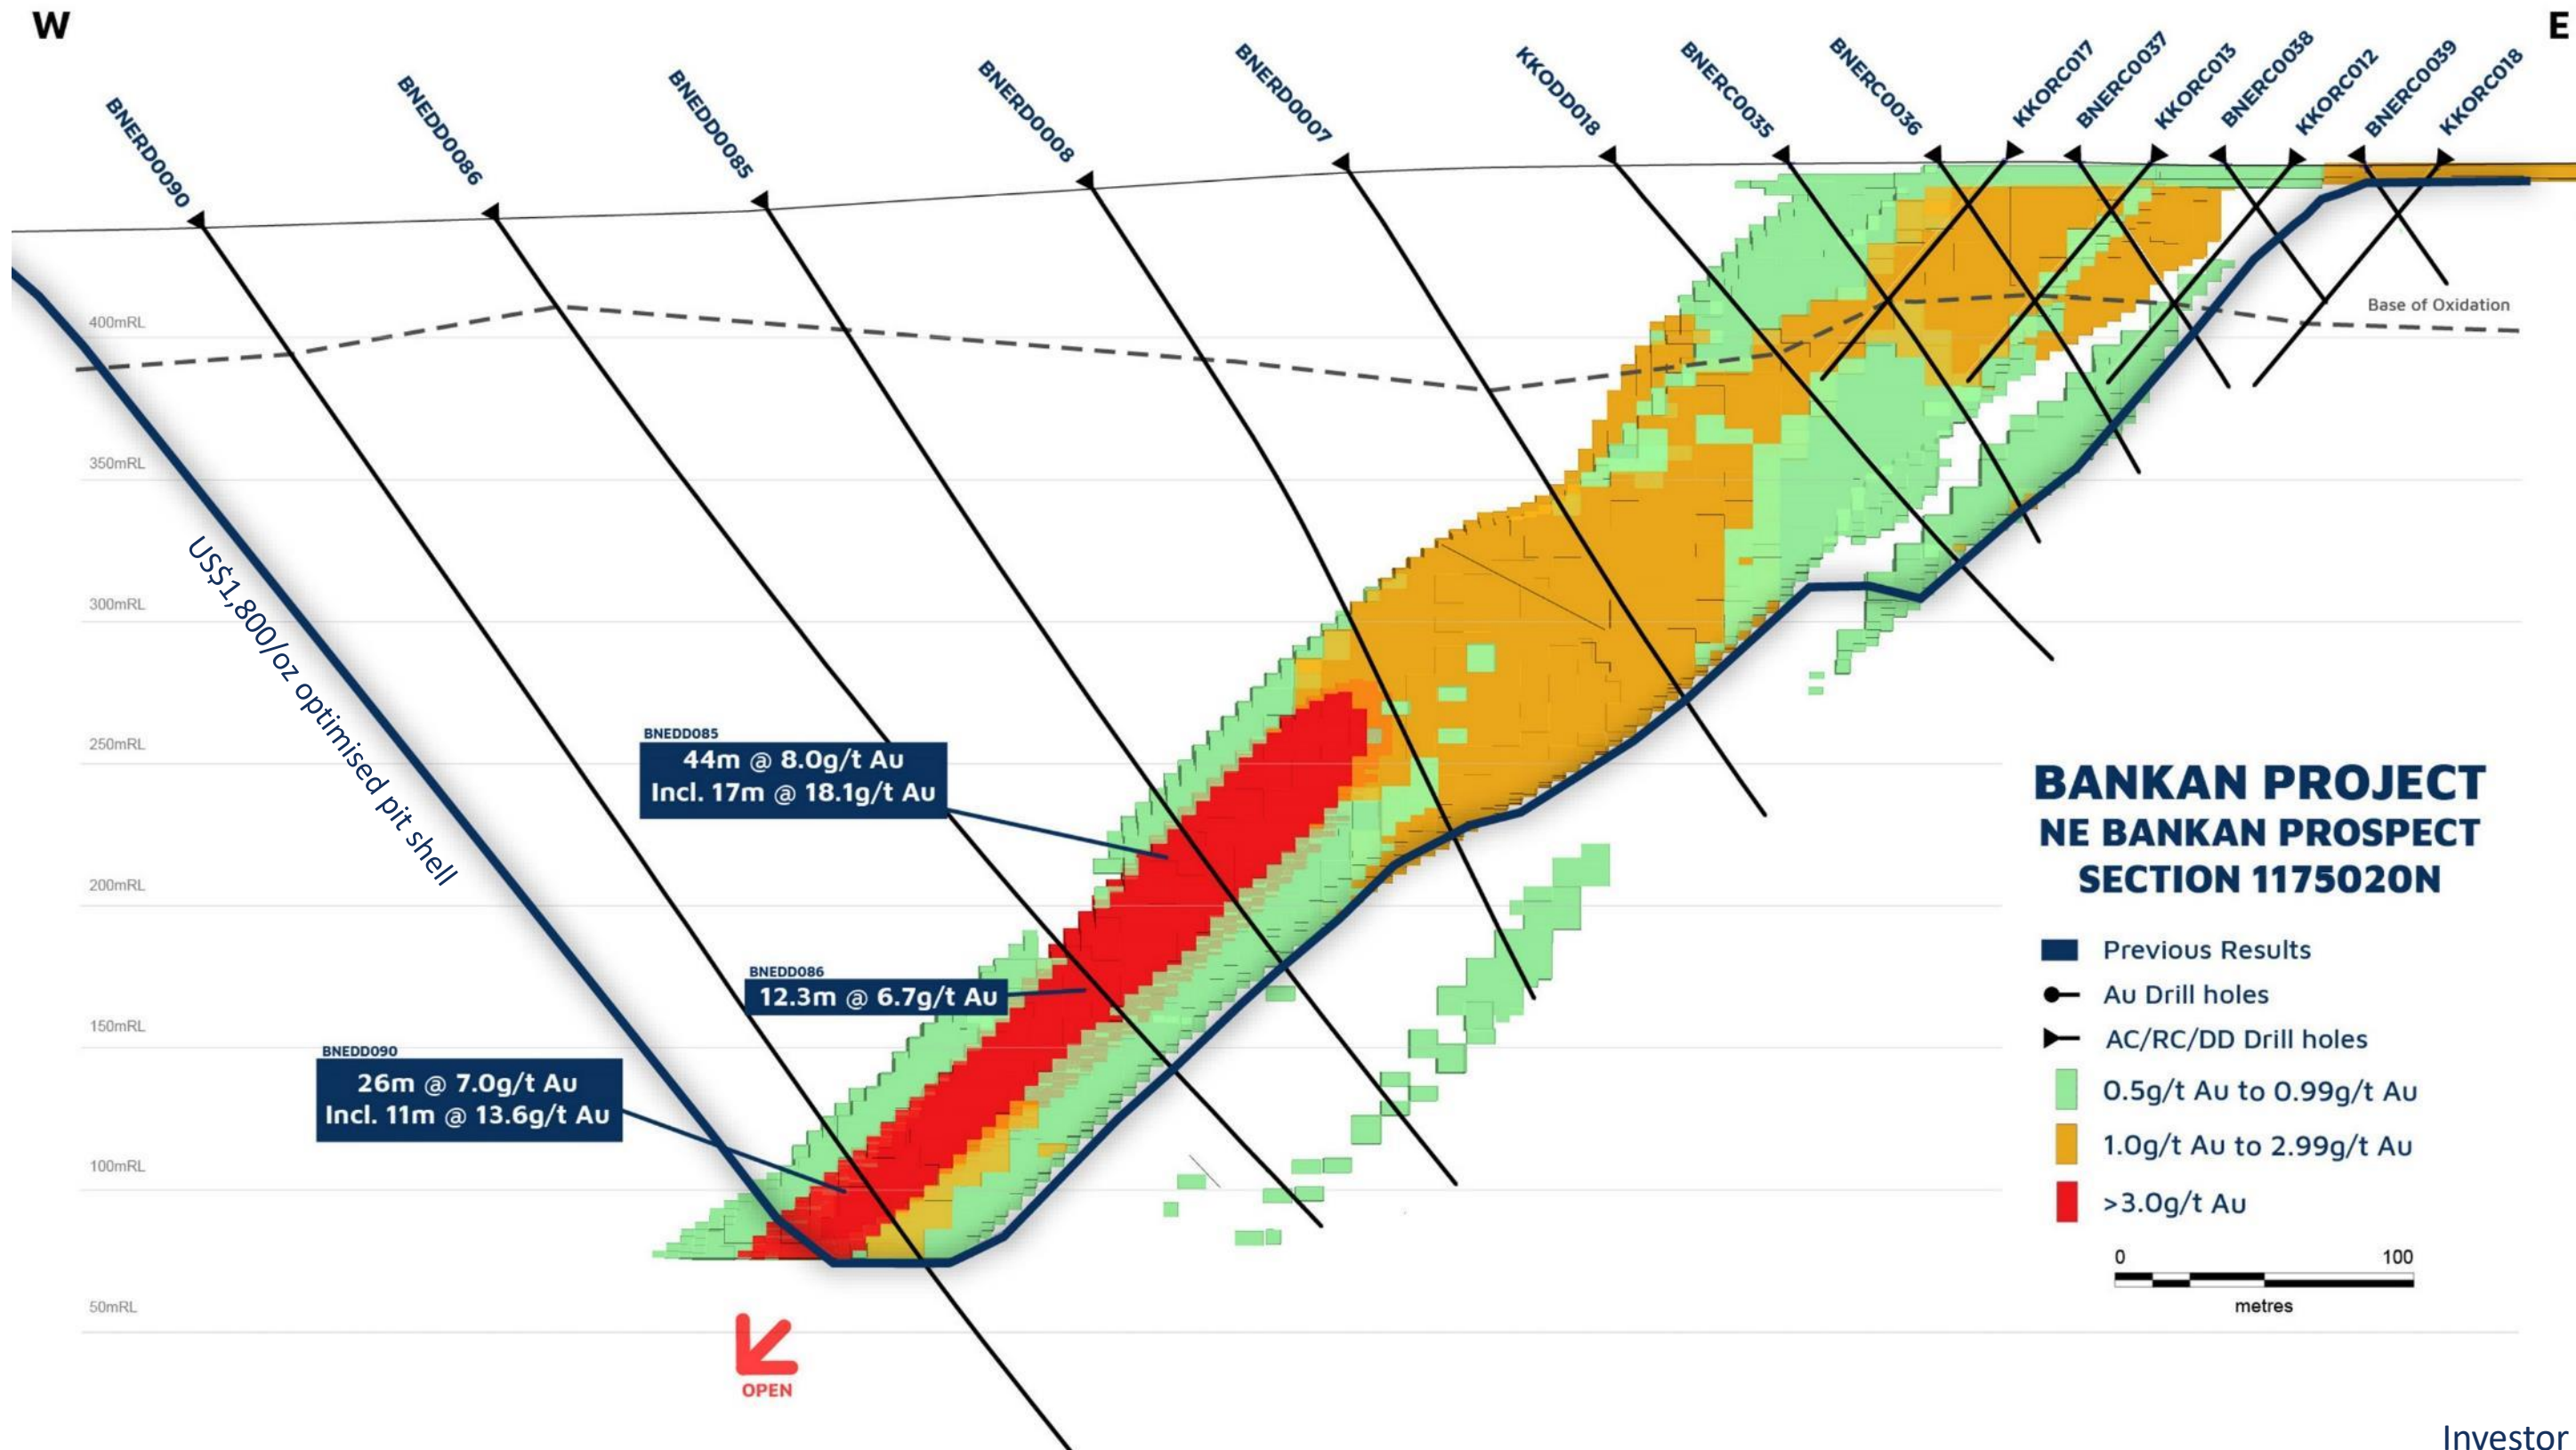 W
E
BNERD0090
BNEDD0086
BNEDD0085
BNERD0008
BNERD0007
KKODD018
BNERC0035
BNERC0036
KKORC017
BNERC0037
KKORC013
BNERC0038
KKORC012
BNERC0039
KKORC018
Base of Oxidation
400mRL
350mRL
300mRL
250mRL
200mRL
150mRL
100mRL
50mRL
US$1,800/oz optimised pit shell
BNEDD085
44m @ 8.0g/t Au
Incl. 17m @ 18.1g/t Au
BNEDD086
12.3m @ 6.7g/t Au
BNEDD090
26m @ 7.0g/t Au
Incl. 11m @ 13.6g/t Au
OPEN
BANKAN PROJECT
NE BANKAN PROSPECT
SECTION 1175020N
Previous Results
Au Drill holes
AC/RC/DD Drill holes
0.5g/t Au to 0.99g/t Au
1.0g/t Au to 2.99g/t Au
>3.0g/t Au
0 100
metres
Investor